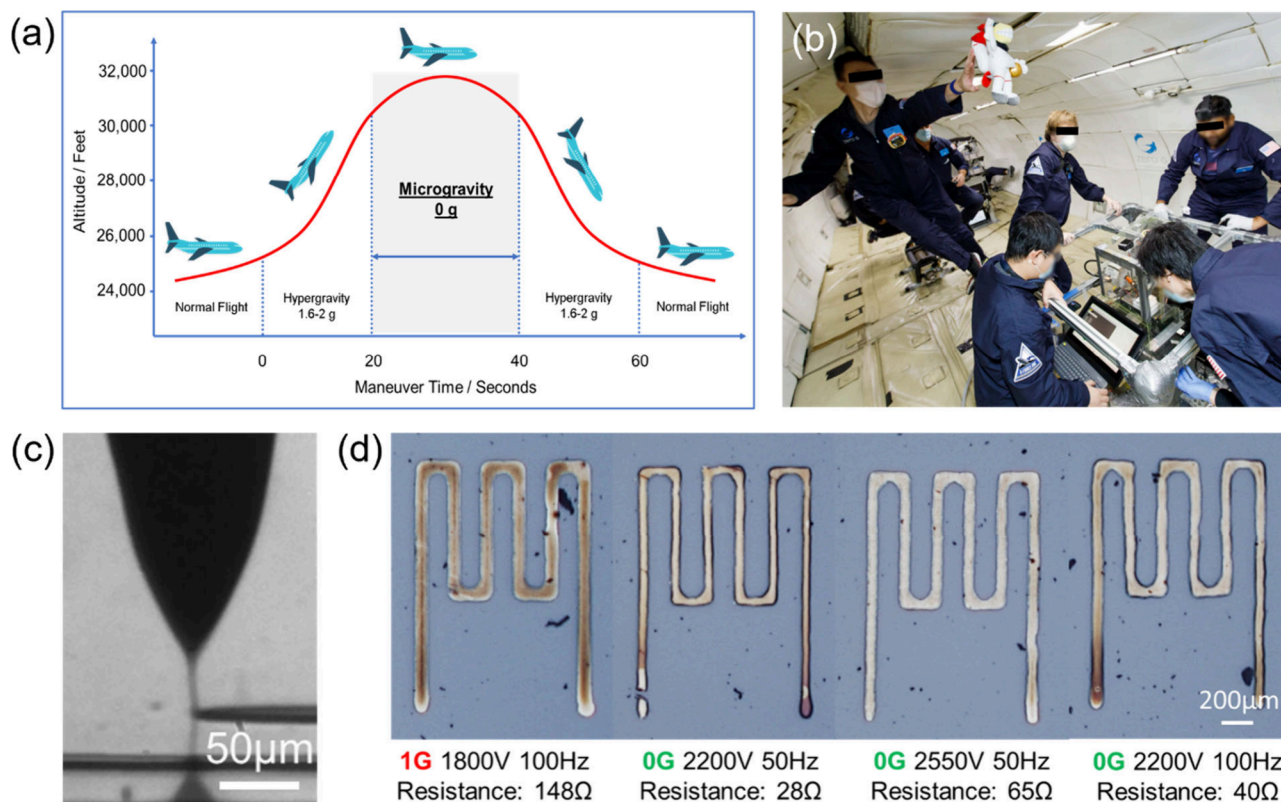 (a)
32,000
30,000
28,000
26,000
24,000
Altitude / Feet
Microgravity
0 g
Normal Flight
Hypergravity
1.6-2 g
Hypergravity
1.6-2 g
Normal Flight
0
20
40
60
Maneuver Time / Seconds
(b)
(c)
50μm
(d)
200μm
1G 1800V 100Hz
Resistance: 148Ω
0G 2200V 50Hz
Resistance: 28Ω
0G 2550V 50Hz
Resistance: 65Ω
0G 2200V 100Hz
Resistance: 40Ω